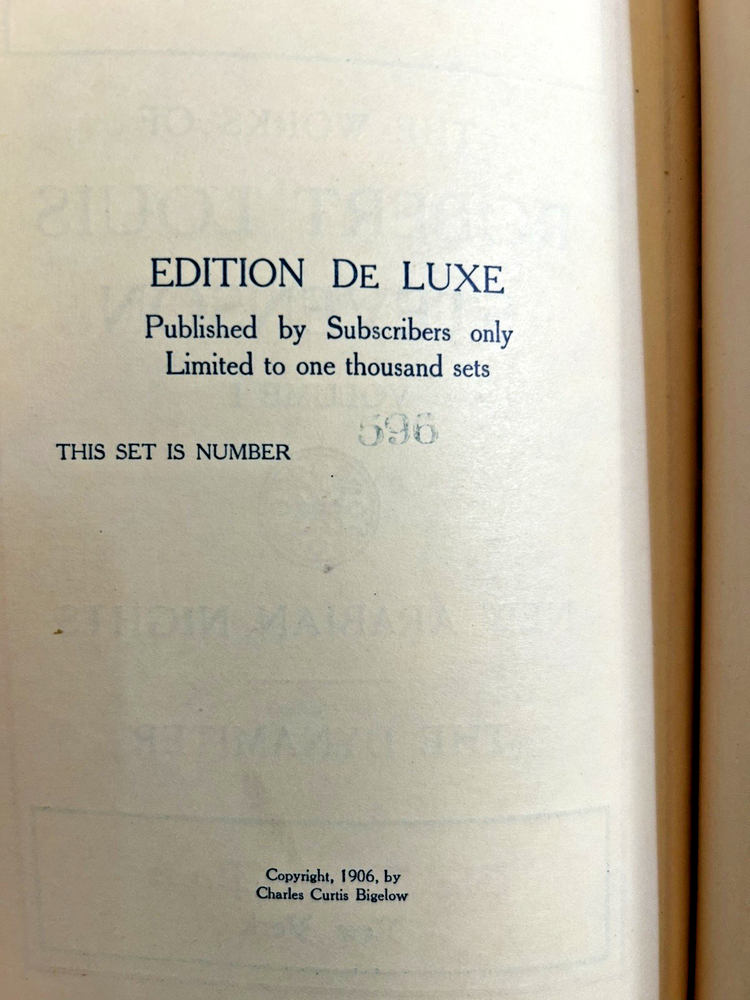 EDITION DE LUXE
Published by Subscribers only
Limited to one thousand sets
596
THIS SET IS NUMBER
Copyright, 1906, by
Charles Curtis Bigelow